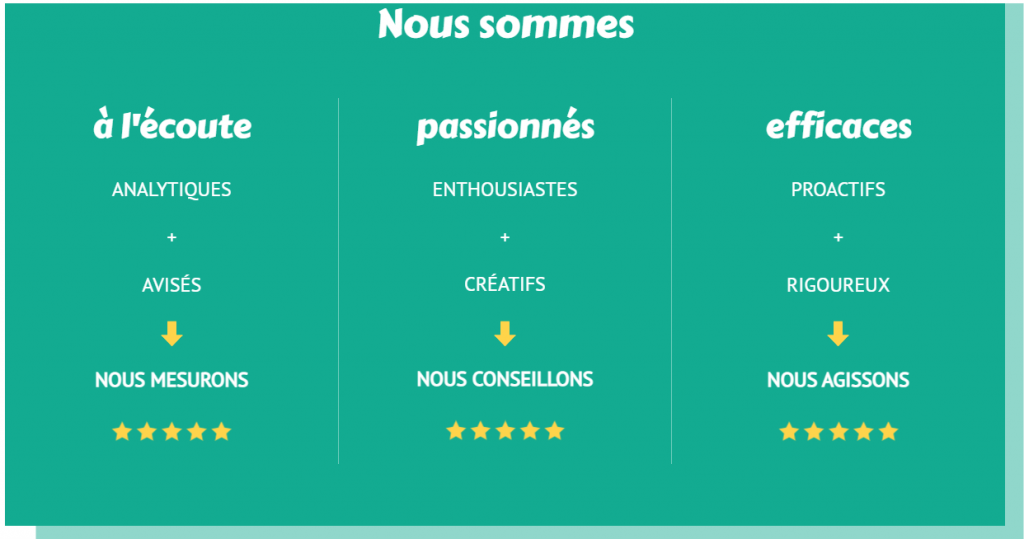 Nous sommes
à l'écoute
ANALYTIQUES
+
AVISÉS
NOUS MESURONS
passionnés
ENTHOUSIASTES
+
CRÉATIFS
NOUS CONSEILLONS
efficaces
PROACTIFS
+
RIGOUREUX
NOUS AGISSONS